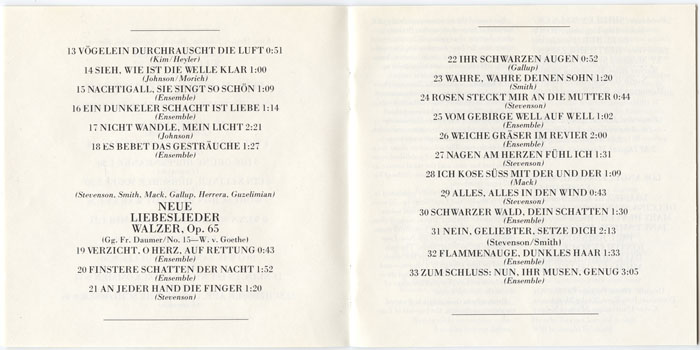 13 VÖGELEIN DURCHRAUSCHT DIE LUFT 0:51
(Kim/Heyler)
14 SIEH, WIE IST DIE WELLE KLAR 1:00
(Johnson/Morich)
15 NACHTIGALL, SIE SINGT SO SCHÖN 1:09
(Ensemble)
16 EIN DUNKELER SCHACHT IST LIEBE 1:14
(Ensemble)
17 NICHT WANDLE, MEIN LICHT 2:21
(Johnson)
18 ES BEBET DAS GESTRÄUCHE 1:27
(Ensemble)
(Stevenson, Smith, Mack, Gallup, Herrera, Guzelimian)
NEUE
LIEBESLIEDER
WALZER, Op. 65
(Gg. Fr. Daumer/No. 15—W. v. Goethe)
19 VERZICHT, O HERZ, AUF RETTUNG 0:43
(Ensemble)
20 FINSTERE SCHATTEN DER NACHT 1:52
(Ensemble)
21 AN JEDER HAND DIE FINGER 1:20
(Stevenson)
22 IHR SCHWARZEN AUGEN 0:52
(Gallup)
23 WAHRE, WAHRE DEINEN SOHN 1:20
(Smith)
24 ROSEN STECKT MIR AN DIE MUTTER 0:44
(Stevenson)
25 VOM GEBIRGE WELL AUF WELL 1:02
(Ensemble)
26 WEICHE GRÄSER IM REVIER 2:00
(Ensemble)
27 NAGEN AM HERZEN FÜHL ICH 1:31
(Stevenson)
28 ICH KOSE SÜSS MIT DER UND DER 1:09
(Mack)
29 ALLES, ALLES IN DEN WIND 0:43
(Stevenson)
30 SCHWARZER WALD, DEIN SCHATTEN 1:30
(Ensemble)
31 NEIN, GELIEBTER, SETZE DICH 2:13
(Stevenson/Smith)
32 FLAMMENAUGE, DUNKLES HAAR 1:33
(Ensemble)
33 ZUM SCHLUSS: NUN, IHR MUSEN, GENUG 3:05
(Ensemble)